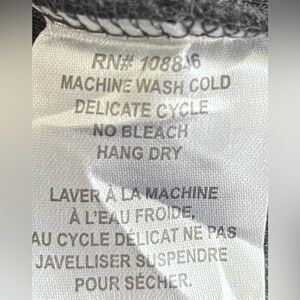 RN#
MACHINE WASH COLD
DELICATE CYCLE
NO BLEACH
HANG DRY
LAVER À LA MACHINE
À L'EAU FROIDE,
AU CYCLE DÉLICAT NE PAS
JAVELLISER SUSPENDRE
POUR SÉCHER.